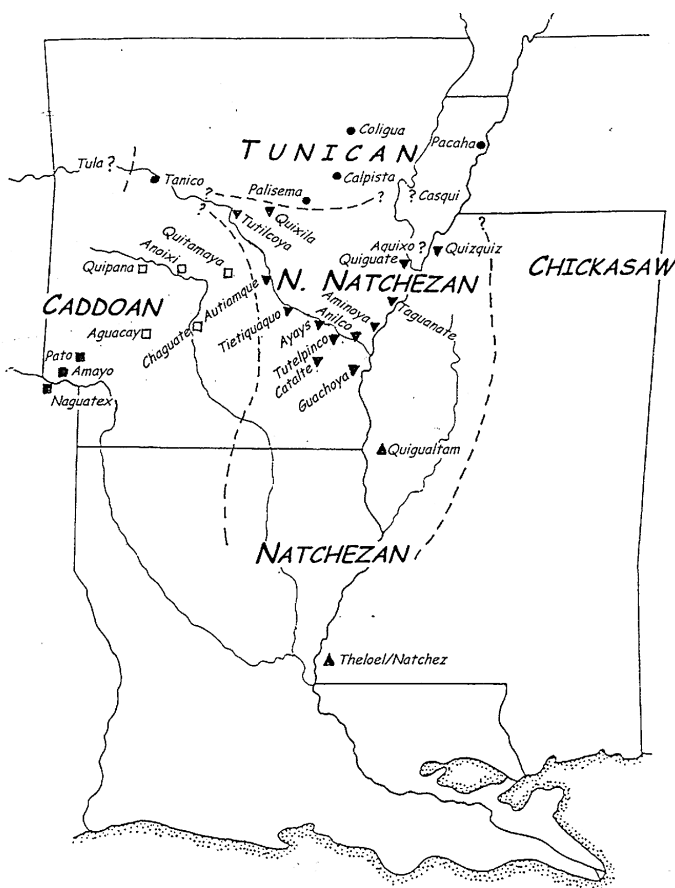 Coligua
TUNICAN
Pacaha
Tula ?
Tanico
Calpista
?
Palisema
?
? Casqui
?
Tutilcoya
Quixila
?
Anoixi
Quitamaya
Aquixo ?
Quizquiz
Quipana
Quiguate
CHICKASAW
Autiamque
N. NATCHEZAN
CADDOAN
Aminoya
Taguanate
Anilco
Aguacay
Chaguate
Tietiquaquo
Ayays
Tutelpinco
Catalte
Pato
Amayo
Guachoya
Naguatex
Quigualtam
NATCHEZAN
Theloel/Natchez